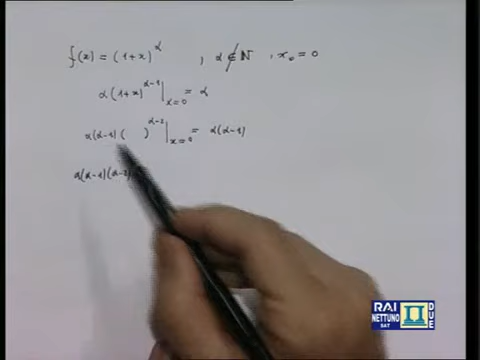 f(x) = (1+x)^α , α ∉ ℕ , x₀ = 0
α(1+x)^α-1 |x=0 = α
α(α-1)( )^α-2 |x=0 = α(α-1)
α(α-1)(α-2)
RAI
NETTUNO
SAT
DUE